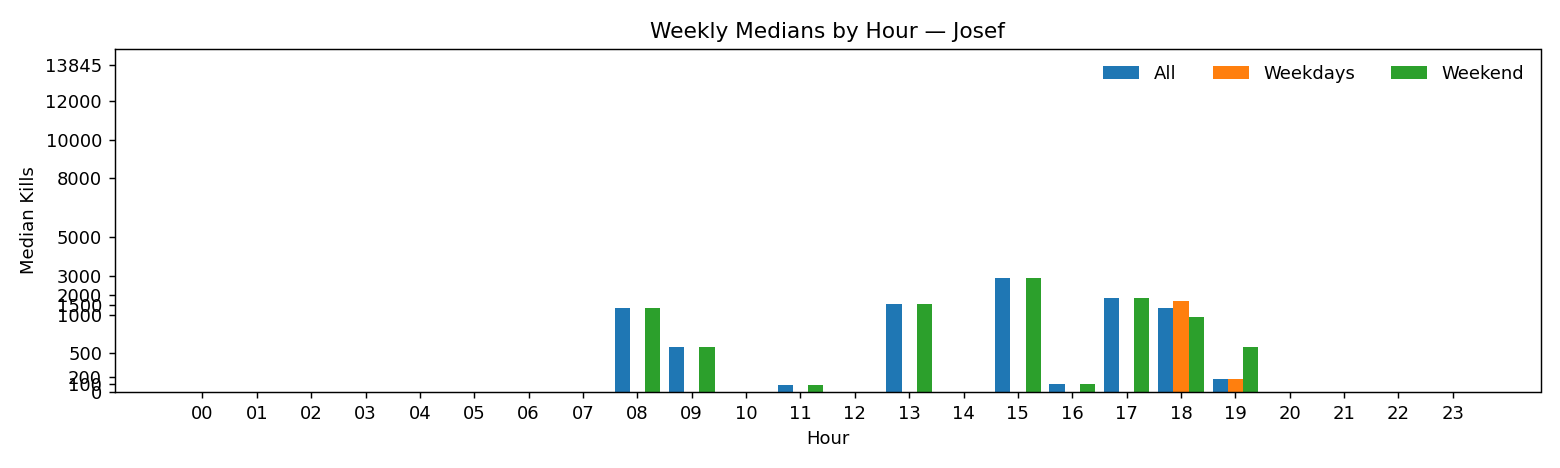 Weekly Medians by Hour — Josef
All Weekdays Weekend
Median Kills
13845
12000
10000
8000
5000
3000
2000
1500
1000
500
200
100
0
00 01 02 03 04 05 06 07 08 09 10 11 12 13 14 15 16 17 18 19 20 21 22 23
Hour